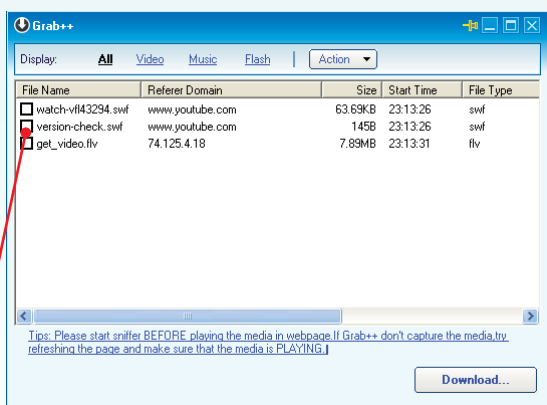 Grab++
Display: All Video Music Flash | Action
File Name Referer Domain Size Start Time File Type
watch-vfl43294.swf www.youtube.com 63.69KB 23:13:26 swf
version-check.swf www.youtube.com 145B 23:13:26 swf
get_video.flv 74.125.4.18 7.89MB 23:13:31 flv
Tips: Please start sniffer BEFORE playing the media in webpage.If Grab++ don't capture the media,try
refreshing the page and make sure that the media is PLAYING.
Download...